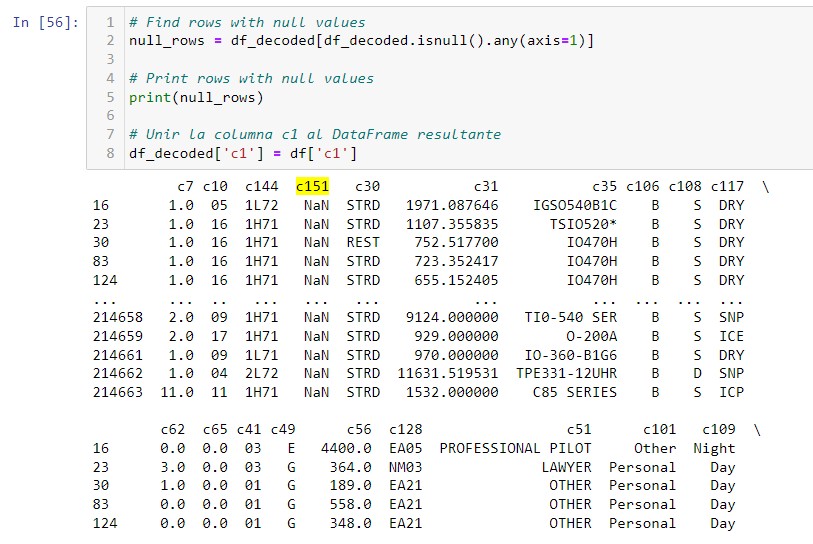 In [56]:
1 # Find rows with null values
2 null_rows = df_decoded[df_decoded.isnull().any(axis=1)]
3
4 # Print rows with null values
5 print(null_rows)
6
7 # Unir la columna c1 al DataFrame resultante
8 df_decoded['c1'] = df['c1']
c7 c10 c144 c151 c30 c31 c35 c106 c108 c117 \
16 1.0 05 1L72 NaN STRD 1971.087646 IGSO540B1C B S DRY
23 1.0 16 1H71 NaN STRD 1107.355835 TSIO520* B S DRY
30 1.0 16 1H71 NaN REST 752.517700 IO470H B S DRY
83 1.0 16 1H71 NaN STRD 723.352417 IO470H B S DRY
124 1.0 16 1H71 NaN STRD 655.152405 IO470H B S DRY
... ... .. ... ... ... ... ... ... ... ...
214658 2.0 09 1H71 NaN STRD 9124.000000 TI0-540 SER B S SNP
214659 2.0 17 1H71 NaN STRD 929.000000 O-200A B S ICE
214661 1.0 09 1L71 NaN STRD 970.000000 IO-360-B1G6 B S DRY
214662 1.0 04 2L72 NaN STRD 11631.519531 TPE331-12UHR B D SNP
214663 11.0 11 1H71 NaN STRD 1532.000000 C85 SERIES B S ICP
c62 c65 c41 c49 c56 c128 c51 c101 c109 \
16 0.0 0.0 03 E 4400.0 EA05 PROFESSIONAL PILOT Other Night
23 3.0 0.0 03 G 364.0 NM03 LAWYER Personal Day
30 1.0 0.0 01 G 189.0 EA21 OTHER Personal Day
83 0.0 0.0 01 G 558.0 EA21 OTHER Personal Day
124 0.0 0.0 01 G 348.0 EA21 OTHER Personal Day